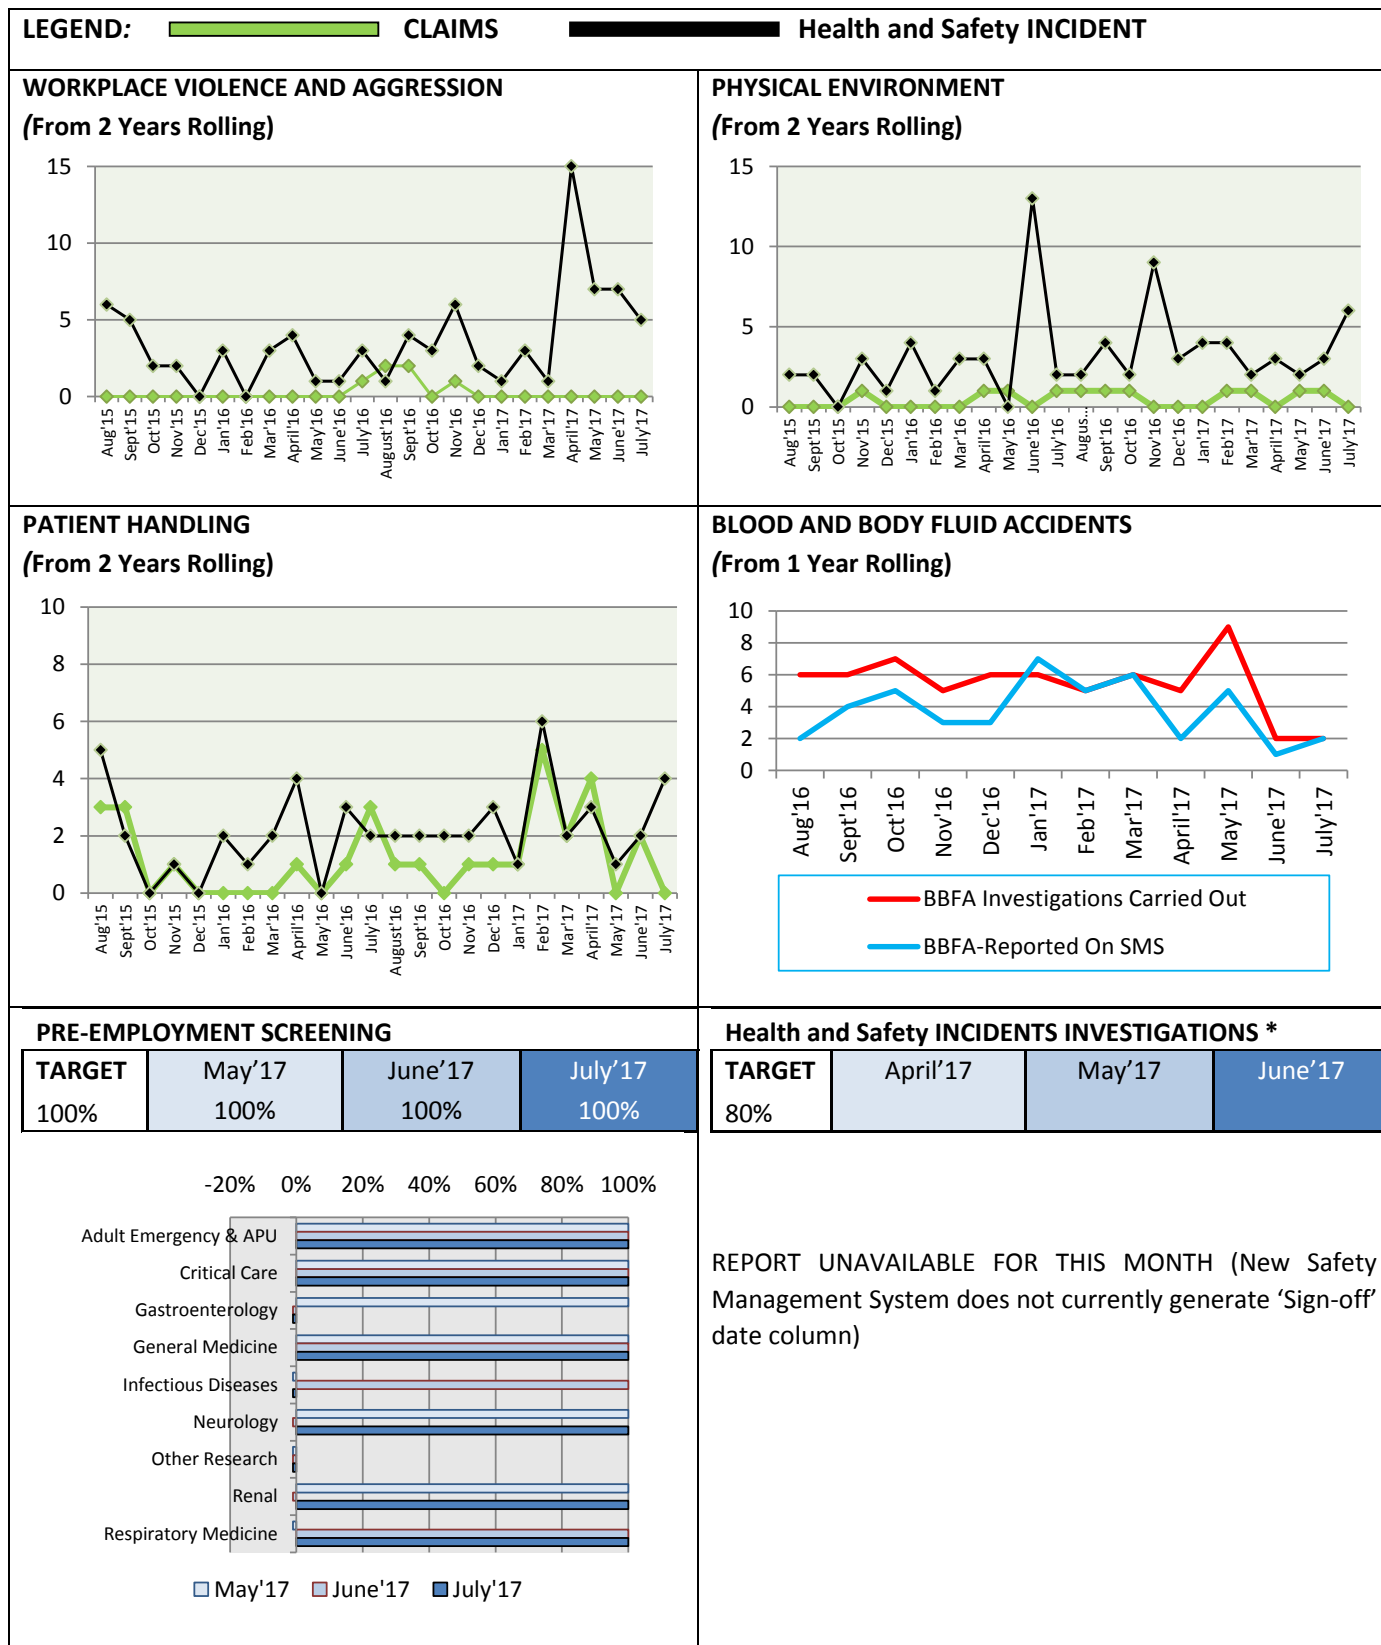 LEGEND: CLAIMS Health and Safety INCIDENT
WORKPLACE VIOLENCE AND AGGRESSION
(From 2 Years Rolling)
15
10
5
0
Aug'15
Sept'15
Oct'15
Nov'15
Dec'15
Jan'16
Feb'16
Mar'16
April'16
May'16
June'16
July'16
August'16
Sept'16
Oct'16
Nov'16
Dec'16
Jan'17
Feb'17
Mar'17
April'17
May'17
June'17
July'17
PHYSICAL ENVIRONMENT
(From 2 Years Rolling)
15
10
5
0
Aug'15
Sept'15
Oct'15
Nov'15
Dec'15
Jan'16
Feb'16
Mar'16
April'16
May'16
June'16
July'16
Augus...
Sept'16
Oct'16
Nov'16
Dec'16
Jan'17
Feb'17
Mar'17
April'17
May'17
June'17
July'17
PATIENT HANDLING
(From 2 Years Rolling)
10
8
6
4
2
0
Aug'15
Sept'15
Oct'15
Nov'15
Dec'15
Jan'16
Feb'16
Mar'16
April'16
May'16
June'16
July'16
August'16
Sept'16
Oct'16
Nov'16
Dec'16
Jan'17
Feb'17
Mar'17
April'17
May'17
June'17
July'17
BLOOD AND BODY FLUID ACCIDENTS
(From 1 Year Rolling)
10
8
6
4
2
0
Aug'16
Sept'16
Oct'16
Nov'16
Dec'16
Jan'17
Feb'17
Mar'17
April'17
May'17
June'17
July'17
BBFA Investigations Carried Out
BBFA-Reported On SMS
PRE-EMPLOYMENT SCREENING
TARGET May’17 June’17 July’17
100% 100% 100% 100%
-20% 0% 20% 40% 60% 80% 100%
Adult Emergency & APU
Critical Care
Gastroenterology
General Medicine
Infectious Diseases
Neurology
Other Research
Renal
Respiratory Medicine
May'17 June'17 July'17
Health and Safety INCIDENTS INVESTIGATIONS *
TARGET April’17 May’17 June’17
80%
REPORT UNAVAILABLE FOR THIS MONTH (New Safety
Management System does not currently generate ‘Sign-off’
date column)